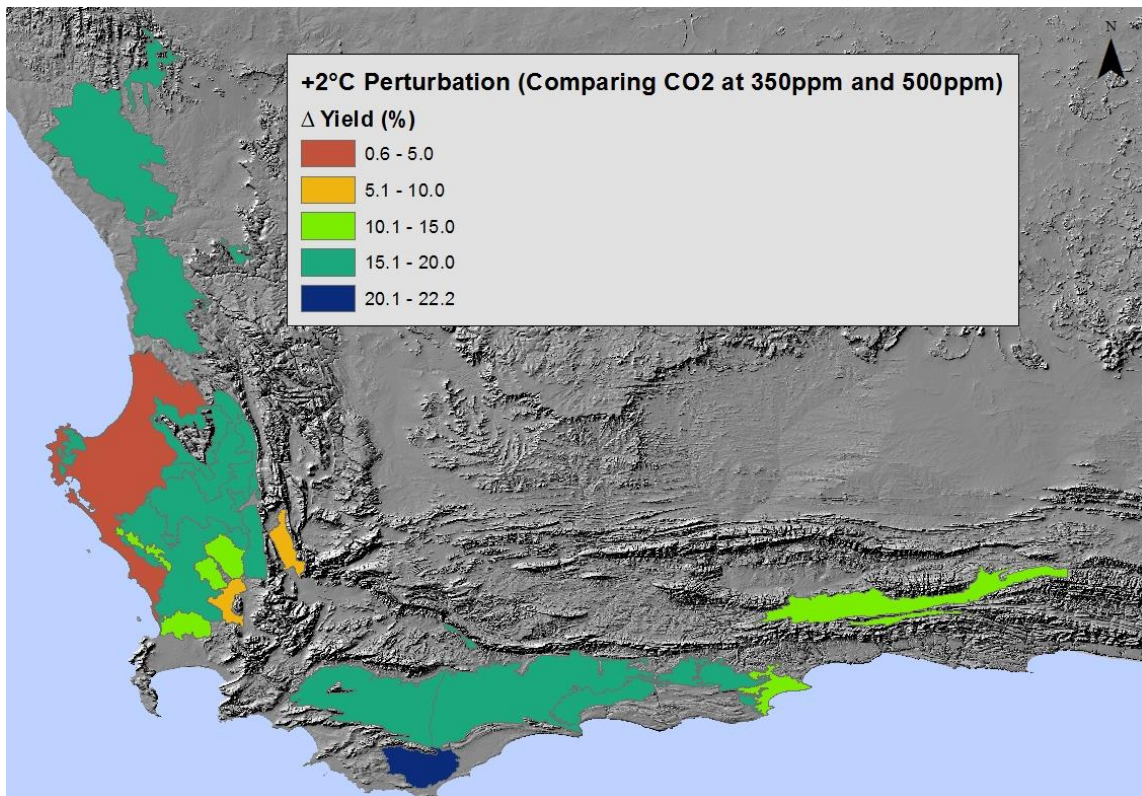 N
+2°C Perturbation (Comparing CO2 at 350ppm and 500ppm)
Δ Yield (%)
0.6 - 5.0
5.1 - 10.0
10.1 - 15.0
15.1 - 20.0
20.1 - 22.2